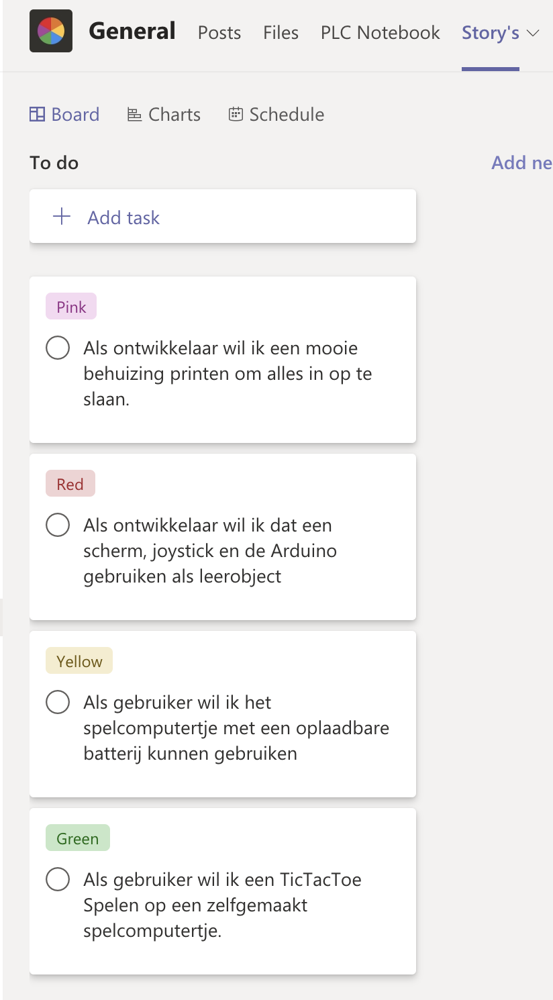 General Posts Files PLC Notebook Story's
Board Charts Schedule
To do Add ne
Add task
Pink
Als ontwikkelaar wil ik een mooie
behuizing printen om alles in op te
slaan.
Red
Als ontwikkelaar wil ik dat een
scherm, joystick en de Arduino
gebruiken als leerobject
Yellow
Als gebruiker wil ik het
spelcomputertje met een oplaadbare
batterij kunnen gebruiken
Green
Als gebruiker wil ik een TicTacToe
Spelen op een zelfgemaakt
spelcomputertje.